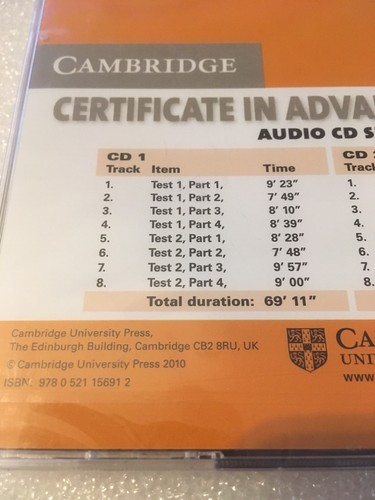 CAMBRIDGE
CERTIFICATE IN
AUDIO CD
CD 1
Track Item Time
1. Test 1, Part 1, 9′ 23″
2. Test 1, Part 2, 7′ 49″
3. Test 1, Part 3, 8′ 10″
4. Test 1, Part 4, 8′ 39″
5. Test 2, Part 1, 8′ 28″
6. Test 2, Part 2, 7′ 48″
7. Test 2, Part 3, 9′ 57″
8. Test 2, Part 4, 9′ 00″
Total duration: 69′ 11″
CD
1.
2.
3.
4.
5.
6.
7.
8.
Cambridge University Press,
The Edinburgh Building, Cambridge CB2 8RU, UK
© Cambridge University Press 2010
ISBN. 978 0 521 15691 2
www.